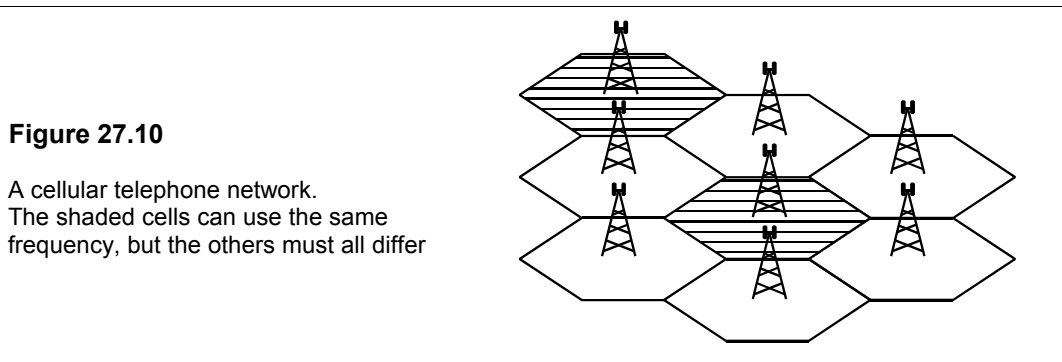 Figure 27.10
A cellular telephone network.
The shaded cells can use the same
frequency, but the others must all differ